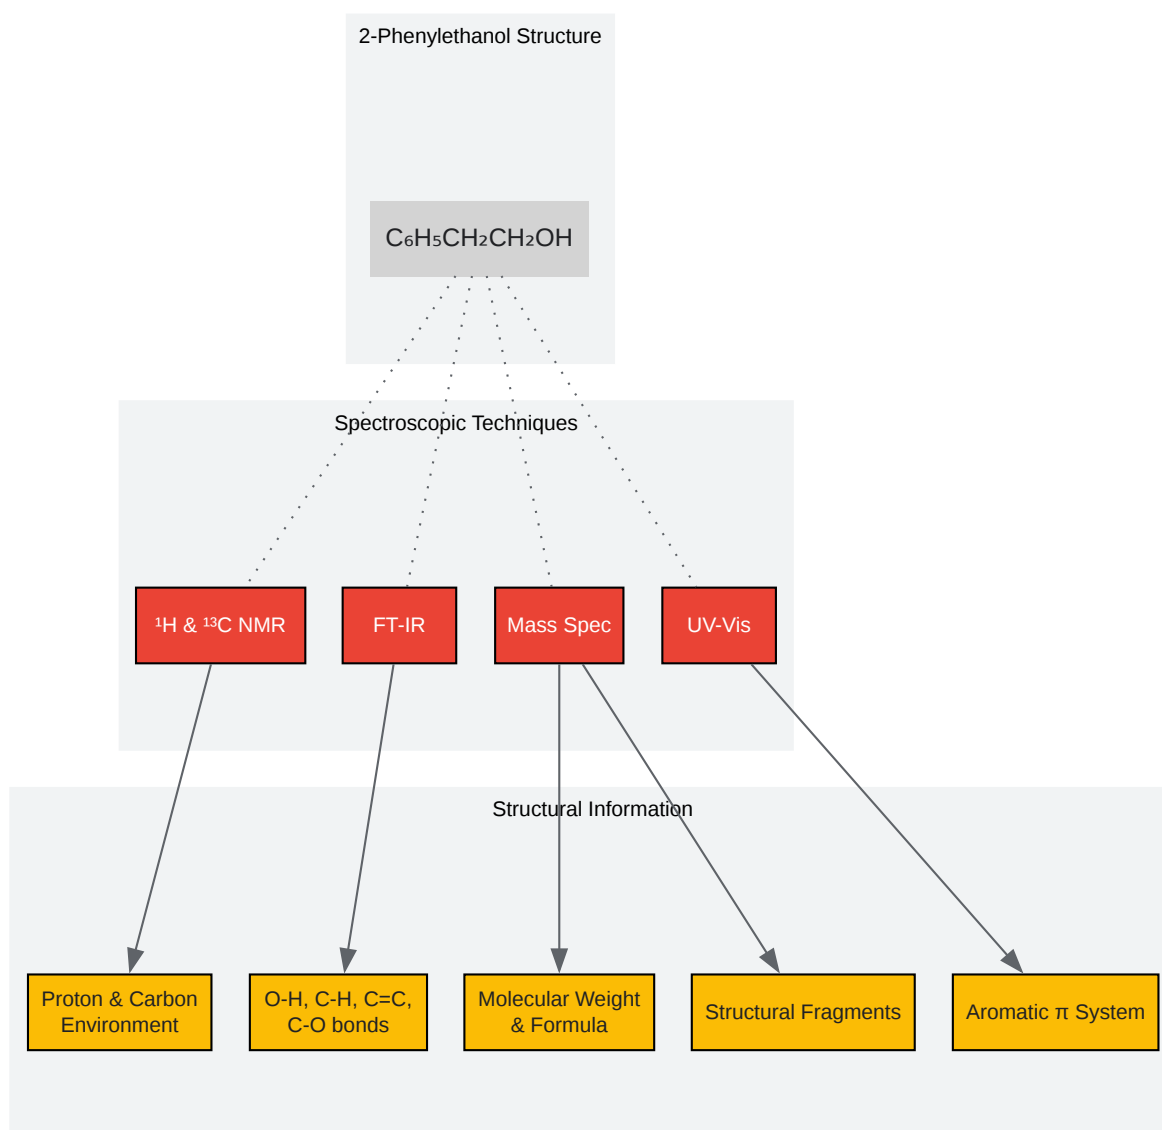 2-Phenylethanol Structure
C₆H₅CH₂CH₂OH
Spectroscopic Techniques
¹H & ¹³C NMR
FT-IR
Mass Spec
UV-Vis
Structural Information
Proton & Carbon
Environment
O-H, C-H, C=C,
C-O bonds
Molecular Weight
& Formula
Structural Fragments
Aromatic π System